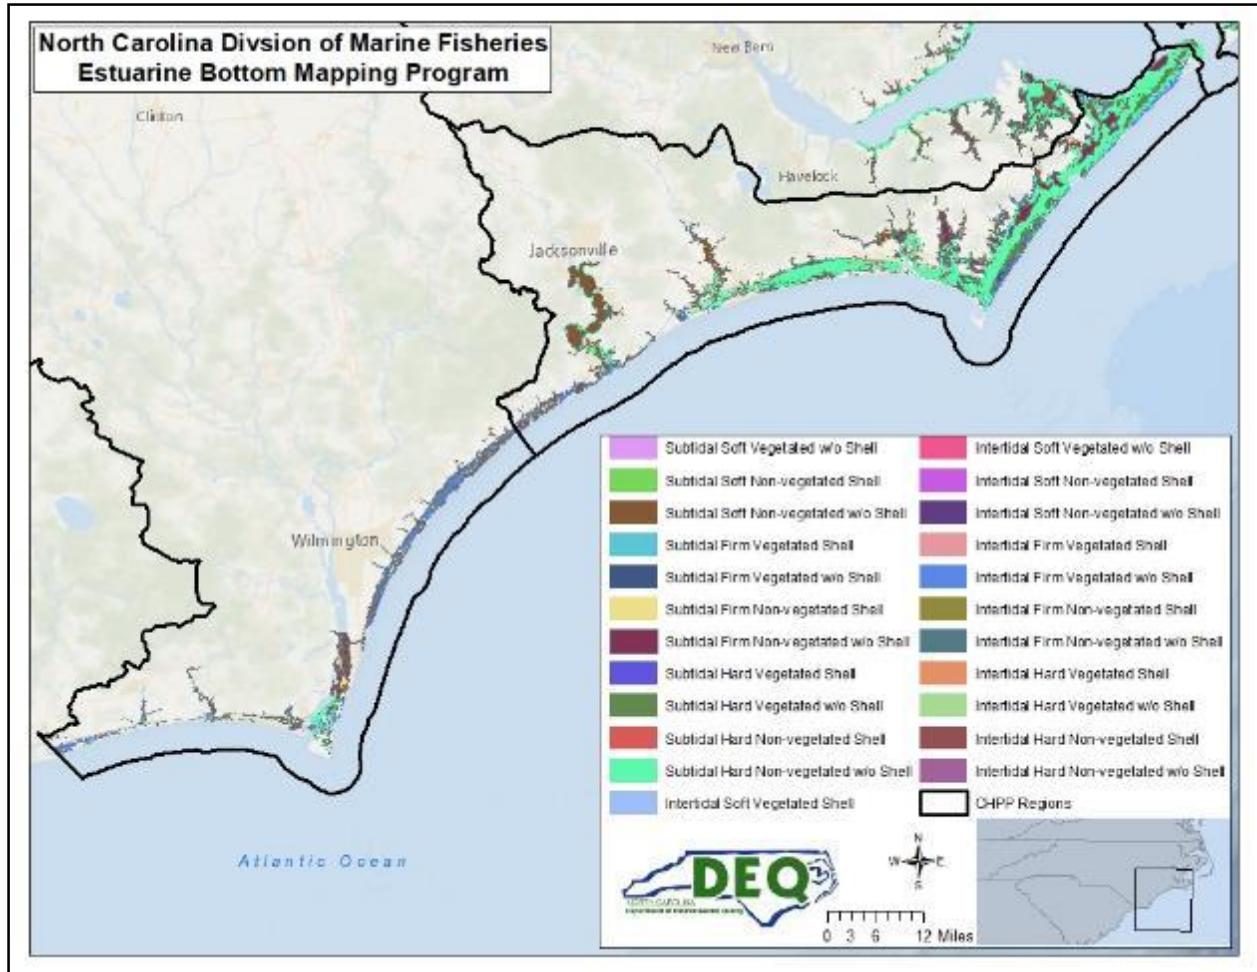 North Carolina Divsion of Marine Fisheries
Estuarine Bottom Mapping Program
New Bern
Clinton
Havelock
Jacksonville
Wilmington
Atlantic Ocean
Subtidal Soft Vegetated w/o Shell
Subtidal Soft Non-vegetated Shell
Subtidal Soft Non-vegetated w/o Shell
Subtidal Firm Vegetated Shell
Subtidal Firm Vegetated w/o Shell
Subtidal Firm Non-vegetated Shell
Subtidal Firm Non-vegetated w/o Shell
Subtidal Hard Vegetated Shell
Subtidal Hard Vegetated w/o Shell
Subtidal Hard Non-vegetated Shell
Subtidal Hard Non-vegetated w/o Shell
Intertidal Soft Vegetated Shell
Intertidal Soft Vegetated w/o Shell
Intertidal Soft Non-vegetated Shell
Intertidal Soft Non-vegetated w/o Shell
Intertidal Firm Vegetated Shell
Intertidal Firm Vegetated w/o Shell
Intertidal Firm Non-vegetated Shell
Intertidal Firm Non-vegetated w/o Shell
Intertidal Hard Vegetated Shell
Intertidal Hard Vegetated w/o Shell
Intertidal Hard Non-vegetated Shell
Intertidal Hard Non-vegetated w/o Shell
CHPP Regions
DEQ
NORTH CAROLINA
Department of Environmental Quality
N
W E
S
0 3 6 12 Miles